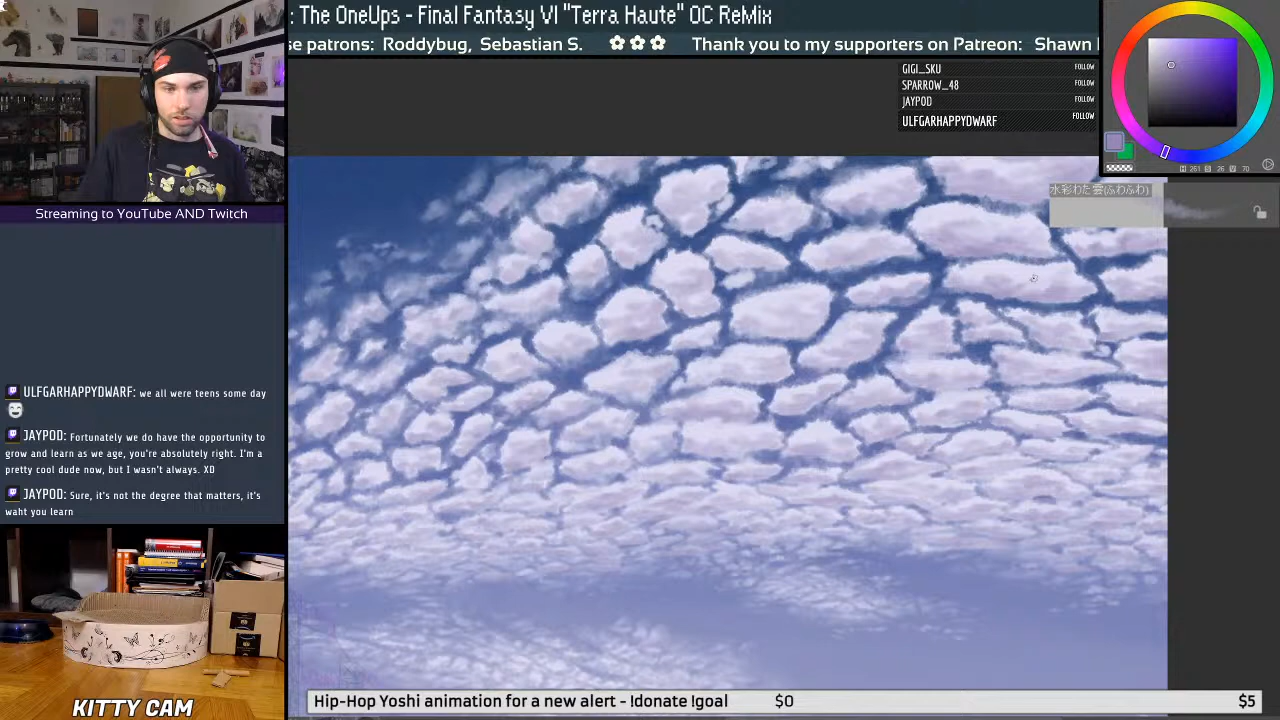 : The OneUps - Final Fantasy VI "Terra Haute" OC ReMix
se patrons: Roddybug, Sebastian S. ✿ ✿ ✿ Thank you to my supporters on Patreon: Shawn
GIGI_SKU FOLLOW
SPARROW_48 FOLLOW
JAYPOD FOLLOW
ULFGARHAPPYDWARF FOLLOW
H 261 S 26 V 70
水彩わた雲(ふわふわ)
Streaming to YouTube AND Twitch
ULFGARHAPPYDWARF: we all were teens some day
JAYPOD: Fortunately we do have the opportunity to
grow and learn as we age, you're absolutely right. I'm a
pretty cool dude now, but I wasn't always. XD
JAYPOD: Sure, it's not the degree that matters, it's
waht you learn
KITTY CAM
Hip-Hop Yoshi animation for a new alert - !donate !goal $0 $5